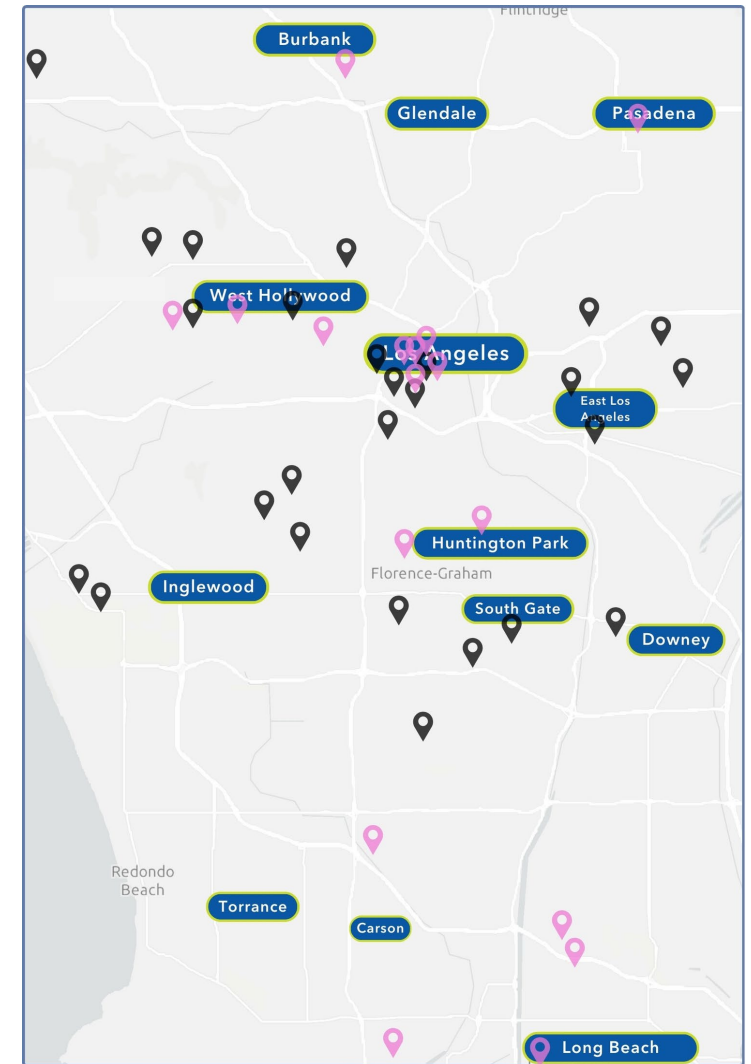 Flintridge
Burbank
Glendale
Pasadena
West Hollywood
Los Angeles
East Los
Angeles
Huntington Park
Florence-Graham
Inglewood
South Gate
Downey
Redondo
Beach
Torrance
Carson
Long Beach